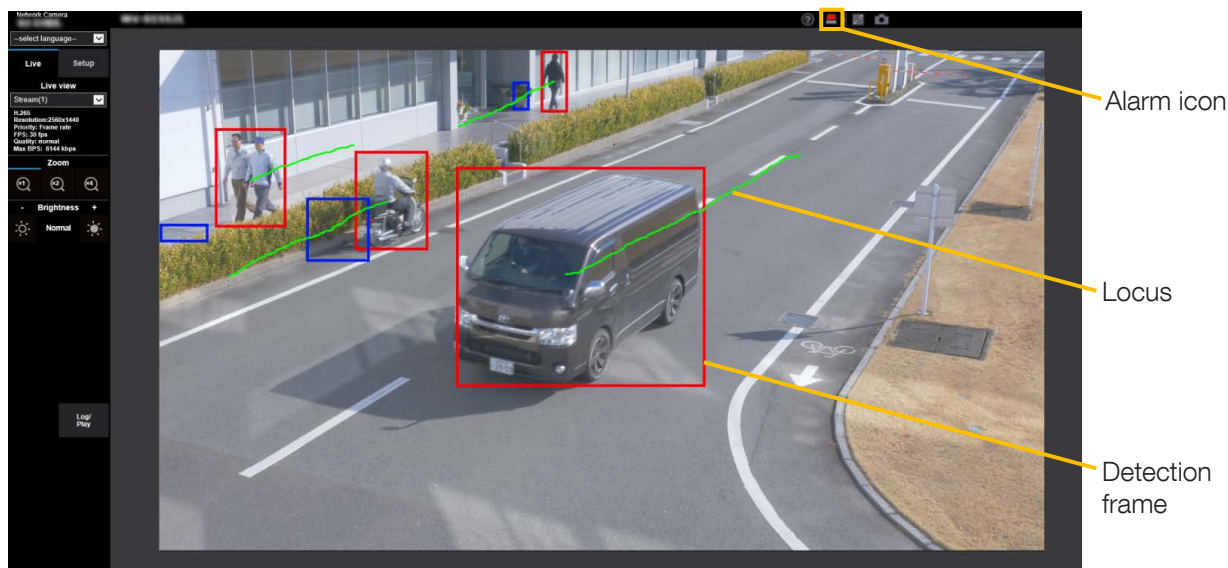 Network Camera
--select language--
Live
Setup
Live view
Stream(1)
H.265
Resolution:2560x1440
Priority: Frame rate
FPS: 30 fps
Quality: normal
Max BPS: 6144 kbps
Zoom
x1
x2
x4
- Brightness +
Normal
Log/
Play
?
Alarm icon
Locus
Detection
frame